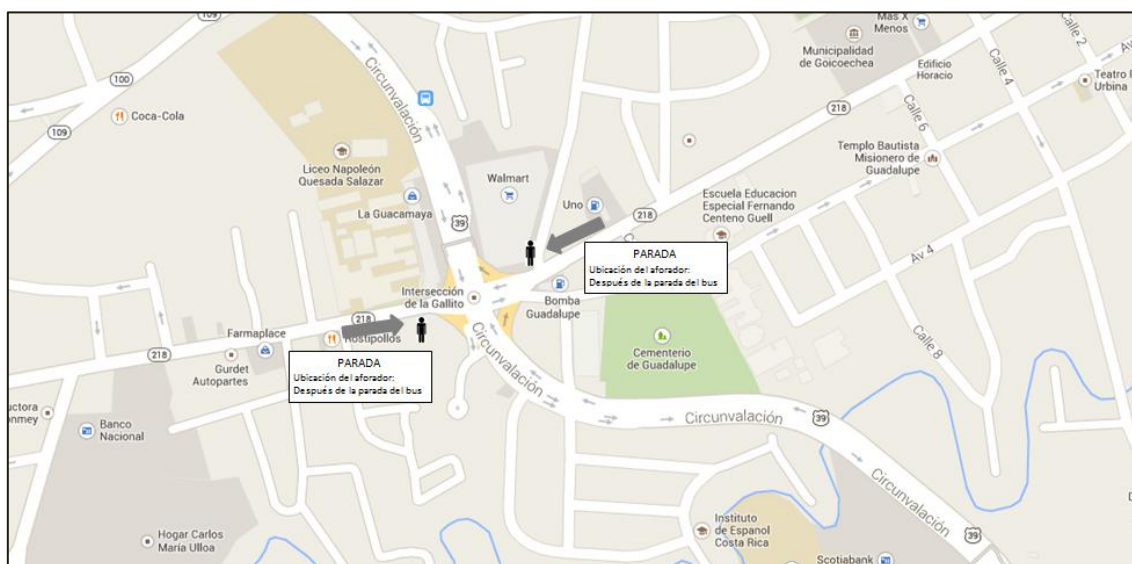 109
100
109
Coca-Cola
Circunvalación
Circunvalación
Liceo Napoleón
Quesada Salazar
La Guacamaya
39
Walmart
Uno
218
218
Mas X
Menos
Municipalidad
de Goicoechea
Edificio
Horacio
Calle 2
Calle 4
Calle 6
Teatro
Urbina
Templo Bautista
Misionero de
Guadalupe
Escuela Educacion
Especial Fernando
Centeno Guell
Av 4
Calle 8
PARADA
Ubicación del aforador:
Después de la parada del bus
Intersección
de la Gallito
Bomba
Guadalupe
Cementerio
de Guadalupe
218
218
Farmaplace
Rostipollos
Gurdet
Autopartes
PARADA
Ubicación del aforador:
Después de la parada del bus
Banco
Nacional
Hogar Carlos
Maria Ulloa
Circunvalación
Circunvalación
39
Circunvalación
39
Instituto
de Espanol
Costa Rica
Scotiabank